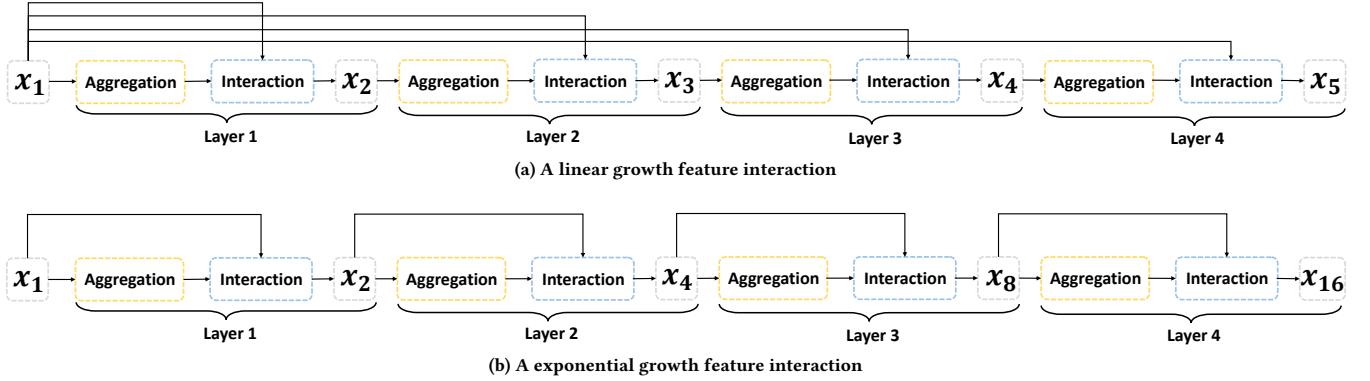 x₁ Aggregation Interaction x₂ Aggregation Interaction x₃ Aggregation Interaction x₄ Aggregation Interaction x₅
Layer 1 Layer 2 Layer 3 Layer 4
(a) A linear growth feature interaction
x₁ Aggregation Interaction x₂ Aggregation Interaction x₄ Aggregation Interaction x₈ Aggregation Interaction x₁₆
Layer 1 Layer 2 Layer 3 Layer 4
(b) A exponential growth feature interaction